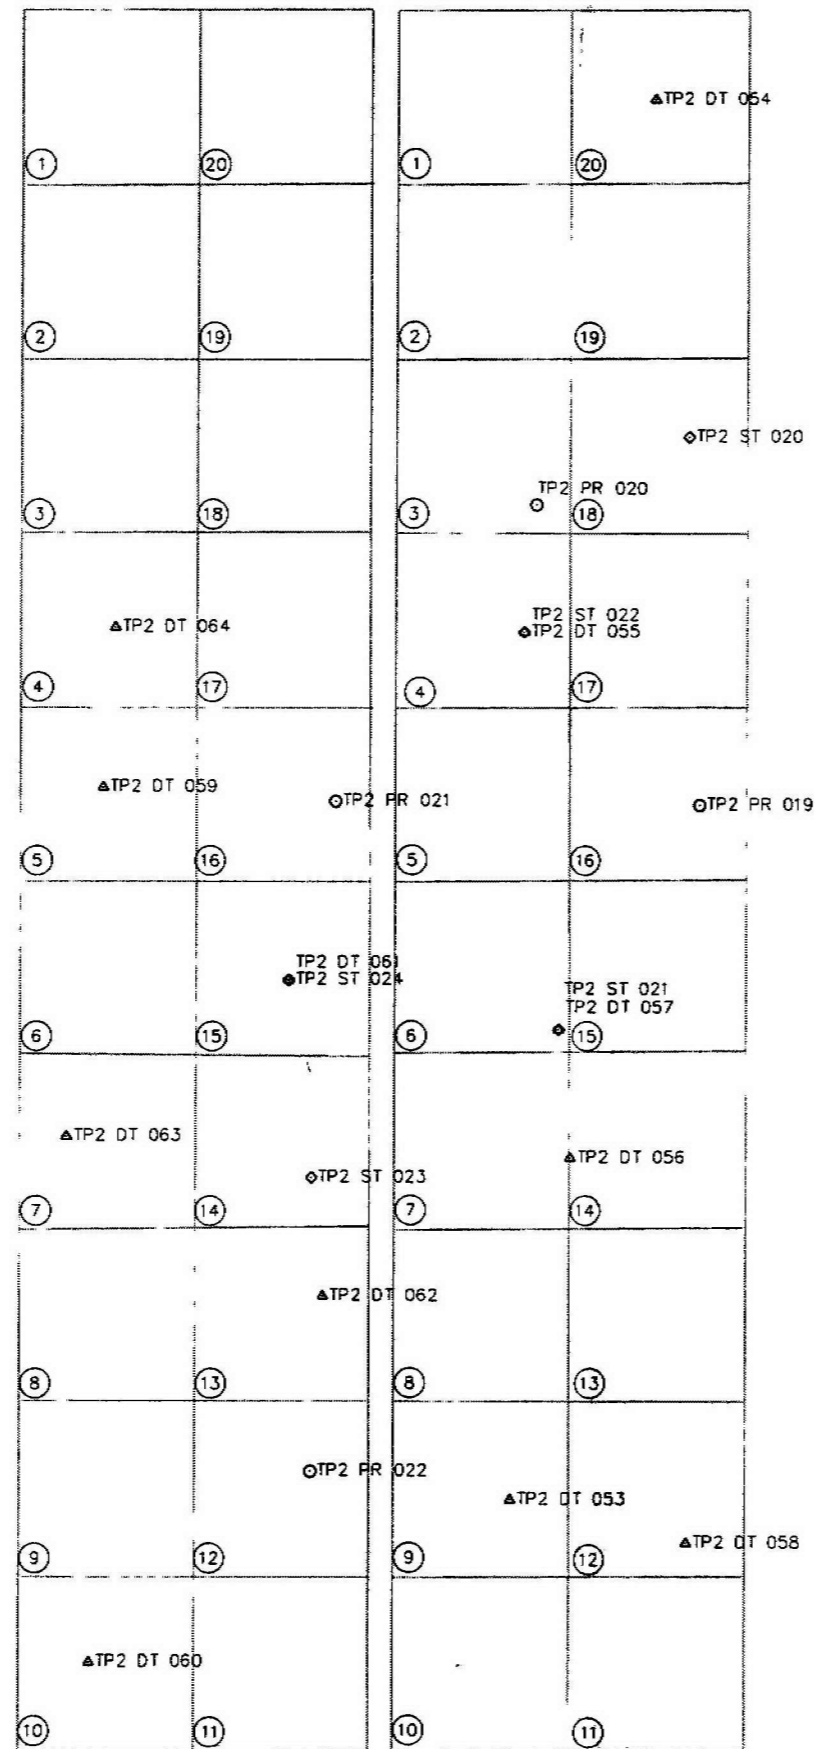 TP2 DT 054
1
20
1
20
2
19
2
19
TP2 ST 020
TP2 PR 020
3
18
3
18
TP2 DT 064
TP2 ST 022
TP2 DT 055
4
17
4
17
TP2 DT 059
TP2 PR 021
TP2 PR 019
5
16
5
16
TP2 DT 061
TP2 ST 024
TP2 ST 021
TP2 DT 057
6
15
6
15
TP2 DT 063
TP2 ST 023
TP2 DT 056
7
14
7
14
TP2 DT 062
8
13
8
13
TP2 PR 022
TP2 DT 053
TP2 DT 058
9
12
9
12
TP2 DT 060
10
11
10
11